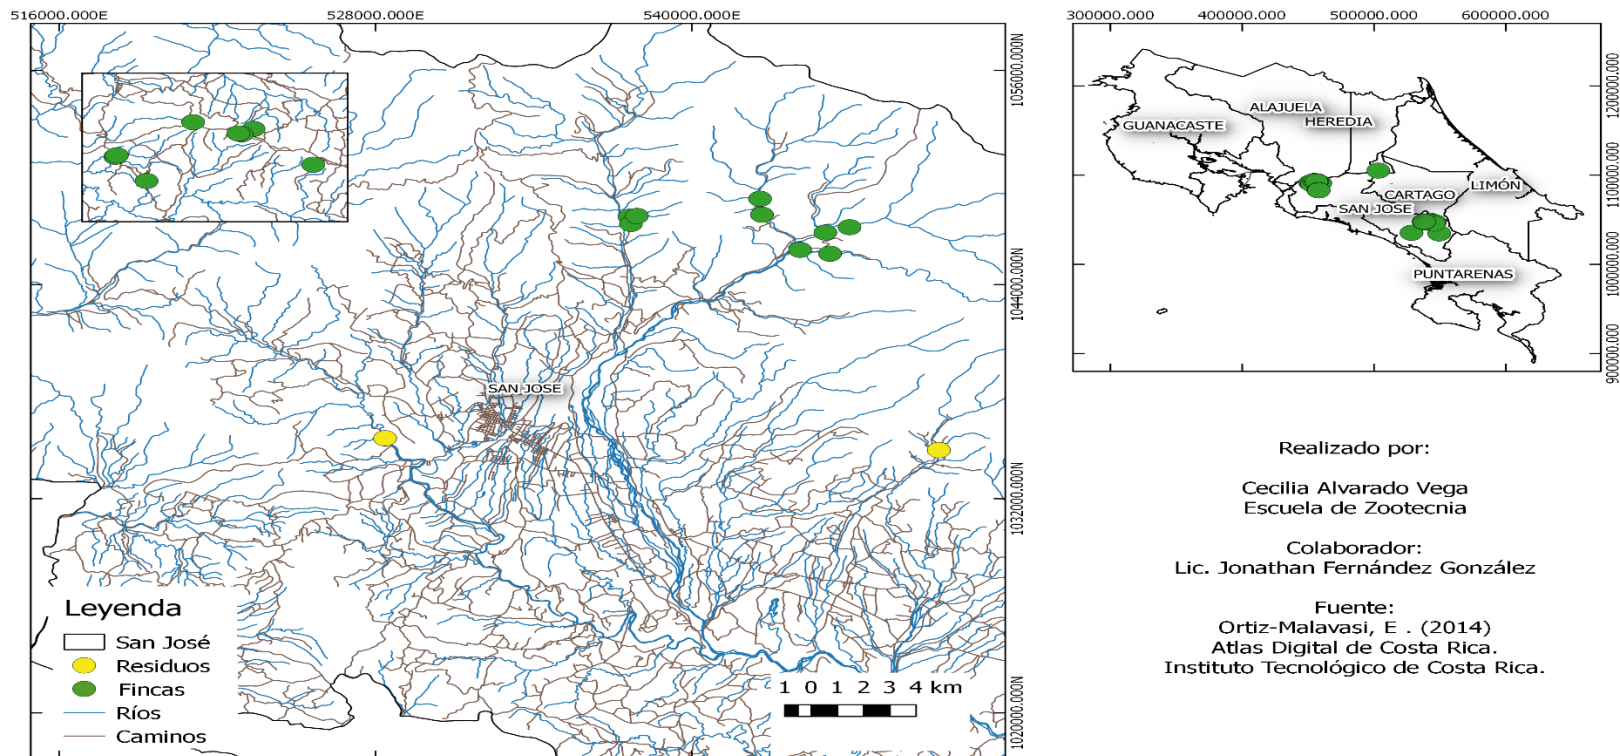 516000.000E
528000.000E
540000.000E
1056000.000N
1044000.000N
1032000.000N
1020000.000N
SAN JOSE
Leyenda
San José
Residuos
Fincas
Ríos
Caminos
1 0 1 2 3 4 km
300000.000
400000.000
500000.000
600000.000
1200000.000
1100000.000
1000000.000
900000.000
ALAJUELA
HEREDIA
GUANACASTE
LIMÓN
CARTAGO
SAN JOSE
PUNTARENAS
Realizado por:
Cecilia Alvarado Vega
Escuela de Zootecnia
Colaborador:
Lic. Jonathan Fernández González
Fuente:
Ortiz-Malavasi, E . (2014)
Atlas Digital de Costa Rica.
Instituto Tecnológico de Costa Rica.